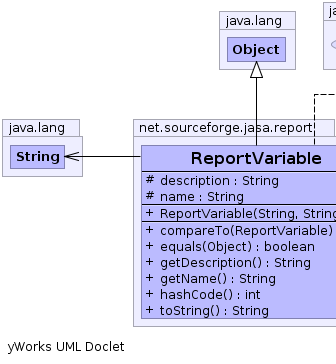 java.lang
Object
java.lang
String
net.sourceforge.jasa.report
ReportVariable
# description : String
# name : String
+ ReportVariable(String, String
+ compareTo(ReportVariable)
+ equals(Object) : boolean
+ getDescription() : String
+ getName() : String
+ hashCode() : int
+ toString() : String
yWorks UML Doclet